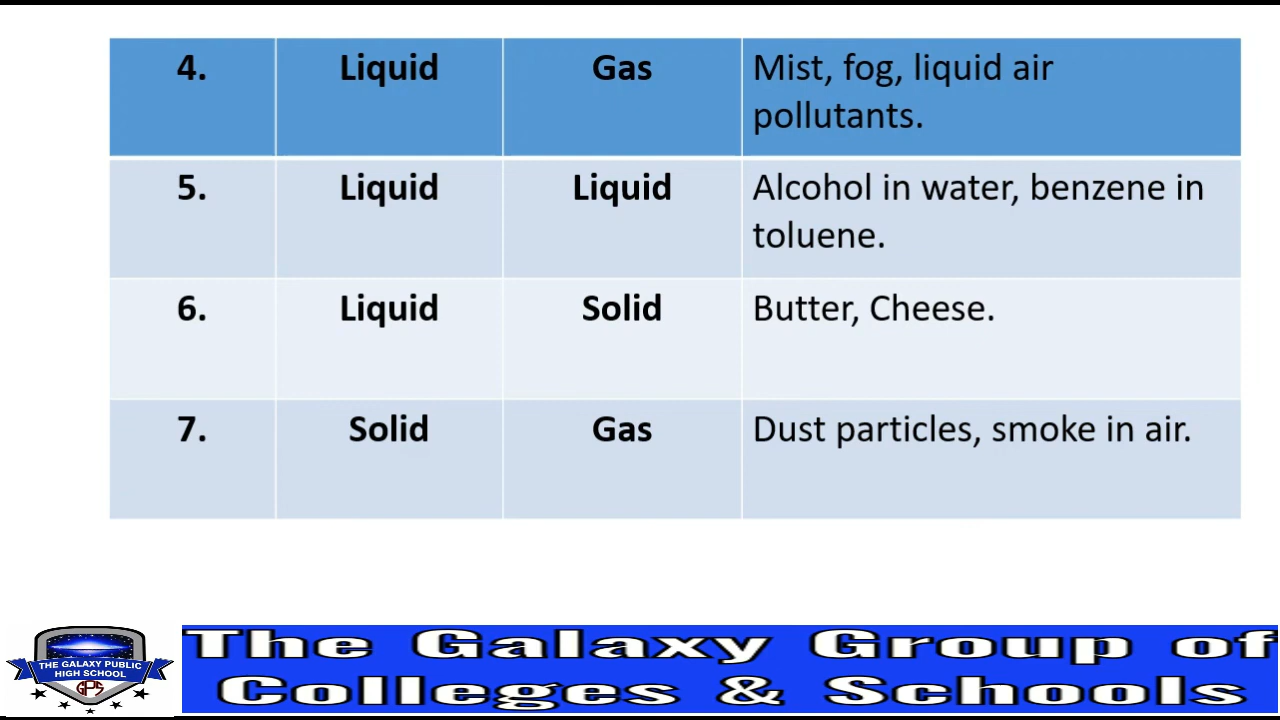 4. Liquid Gas Mist, fog, liquid air
pollutants.
5. Liquid Liquid Alcohol in water, benzene in
toluene.
6. Liquid Solid Butter, Cheese.
7. Solid Gas Dust particles, smoke in air.
THE GALAXY PUBLIC
HIGH SCHOOL
GPS
The Galaxy Group of
Colleges & Schools